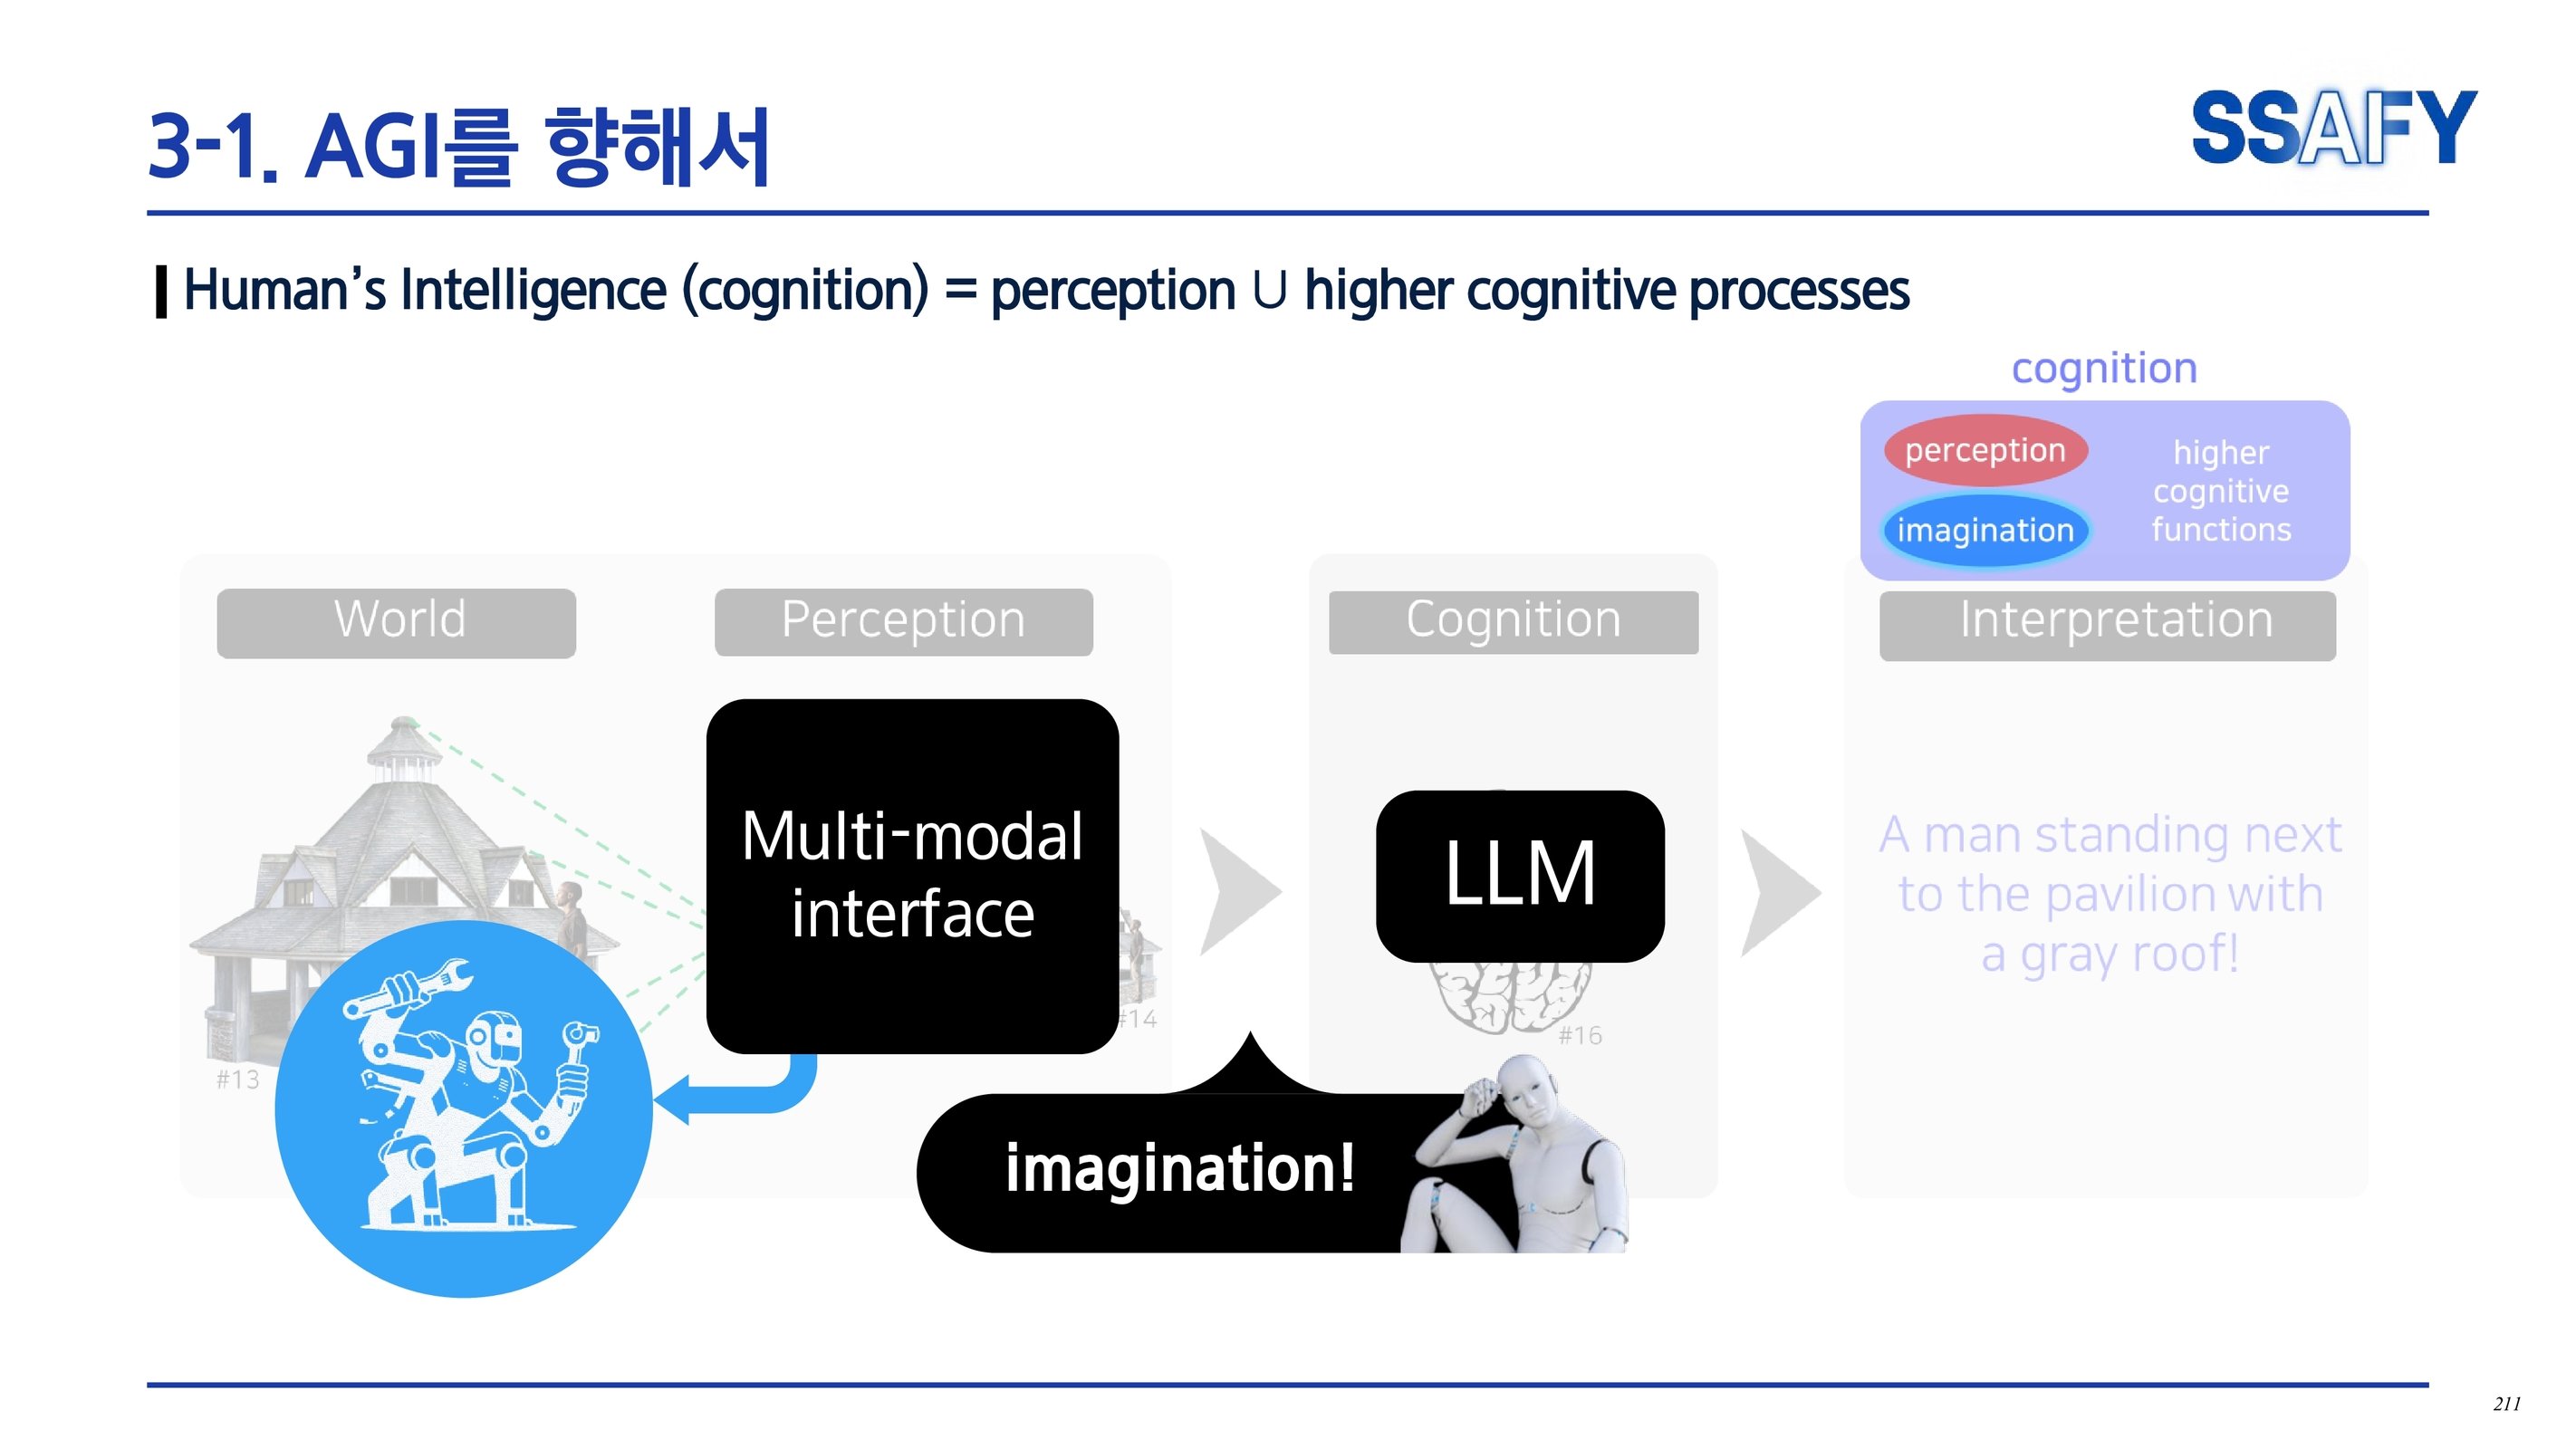 3-1. AGI를 향해서
SSAFY
Human’s Intelligence (cognition) = perception ∪ higher cognitive processes
cognition
perception
imagination
higher
cognitive
functions
World
Perception
Cognition
Interpretation
Multi-modal
interface
LLM
A man standing next
to the pavilion with
a gray roof!
#13
#14
#16
imagination!
211